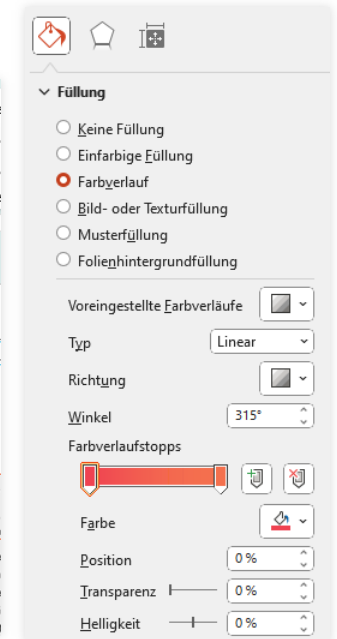 Füllung
Keine Füllung
Einfarbige Füllung
Farbverlauf
Bild- oder Texturfüllung
Musterfüllung
Folienhintergrundfüllung
Voreingestellte Farbverläufe
Typ Linear
Richtung
Winkel 315°
Farbverlaufstopps
Farbe
Position 0 %
Transparenz 0 %
Helligkeit 0 %